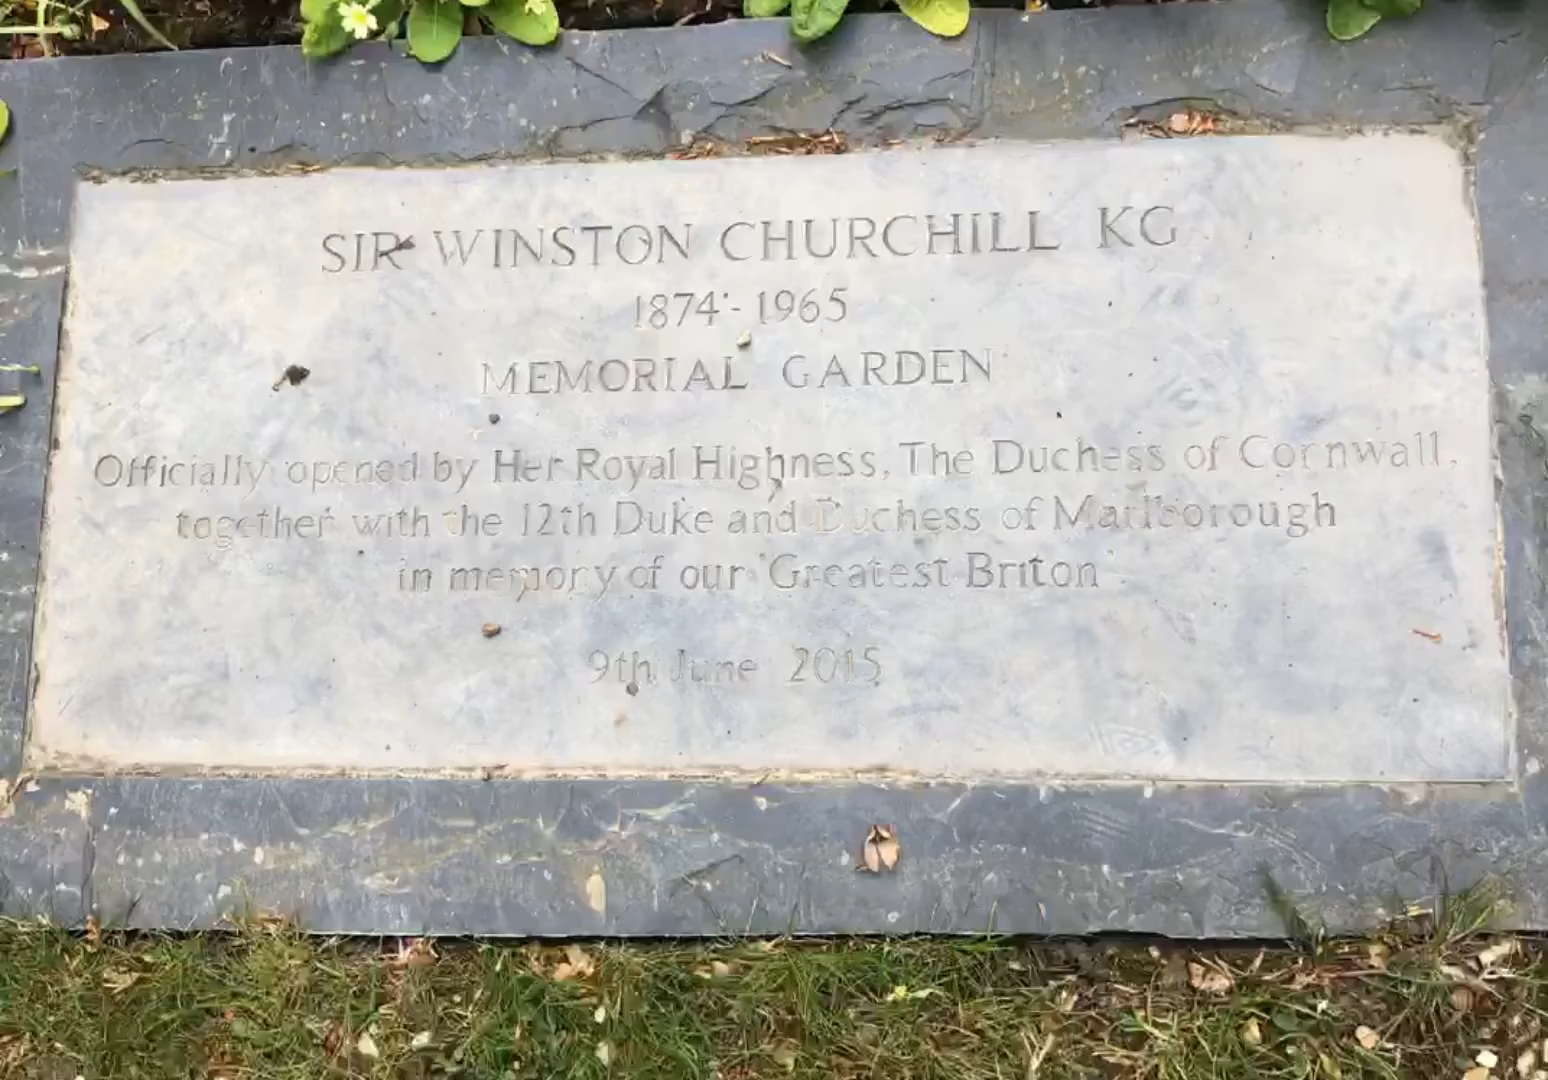 SIR WINSTON CHURCHILL KG
1874 - 1965
MEMORIAL GARDEN
Officially opened by Her Royal Highness, The Duchess of Cornwall,
together with the 12th Duke and Duchess of Marlborough
in memory of our 'Greatest Briton'
9th June 2015